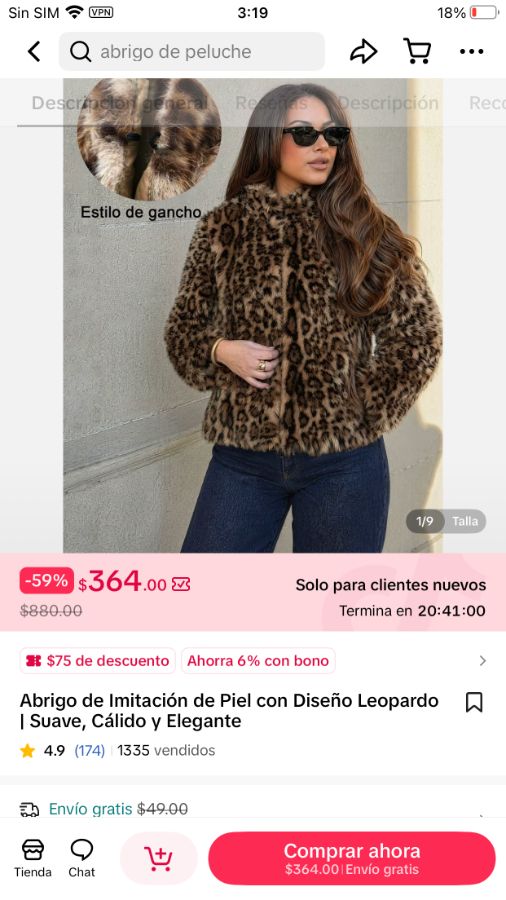 Sin SIM VPN 3:19 18%
abrigo de peluche
Descripción general Reseñas Descripción Reco
Estilo de gancho
1/9 Talla
-59% $364.00
Solo para clientes nuevos
$880.00
Termina en 20:41:00
$75 de descuento Ahorra 6% con bono
Abrigo de Imitación de Piel con Diseño Leopardo
| Suave, Cálido y Elegante
4.9 (174) 1335 vendidos
Envío gratis $49.00
Tienda Chat
Comprar ahora
$364.00 | Envío gratis